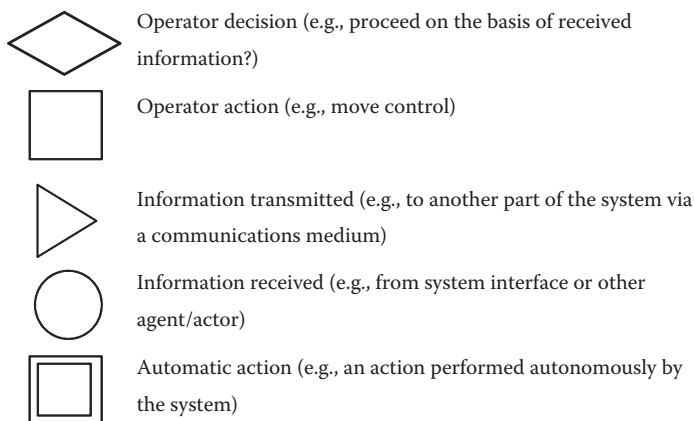 Operator decision (e.g., proceed on the basis of received
information?)
Operator action (e.g., move control)
Information transmitted (e.g., to another part of the system via
a communications medium)
Information received (e.g., from system interface or other
agent/actor)
Automatic action (e.g., an action performed autonomously by
the system)